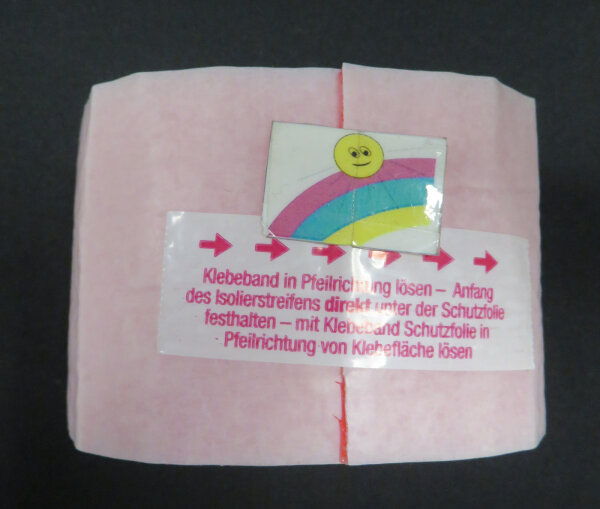 Klebeband in Pfeilrichtung lösen – Anfang
des Isolierstreifens direkt unter der Schutzfolie
festhalten – mit Klebeband Schutzfolie in
Pfeilrichtung von Klebefläche lösen